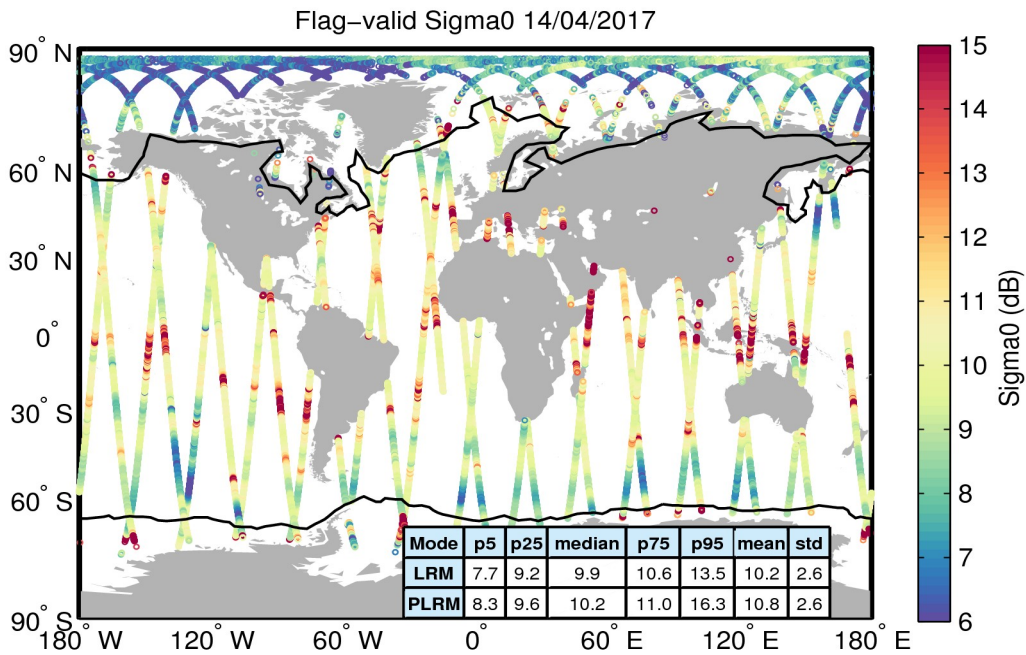 Flag−valid Sigma0 14/04/2017
90° N
60° N
30° N
0°
30° S
60° S
90° S
180° W
120° W
60° W
0°
60° E
120° E
180° E
Mode p5 p25 median p75 p95 mean std
LRM 7.7 9.2 9.9 10.6 13.5 10.2 2.6
PLRM 8.3 9.6 10.2 11.0 16.3 10.8 2.6
15
14
13
12
11
10
9
8
7
6
Sigma0 (dB)